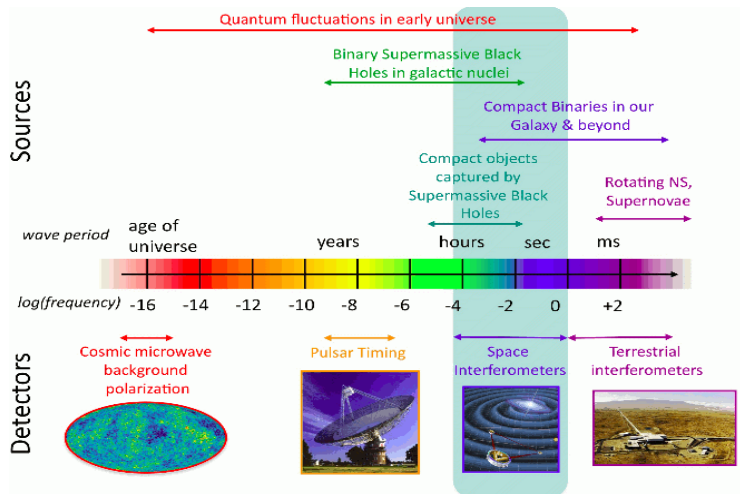 Quantum fluctuations in early universe
Binary Supermassive Black
Holes in galactic nuclei
Compact Binaries in our
Galaxy & beyond
Compact objects
captured by
Supermassive Black
Holes
Rotating NS,
Supernovae
Sources
wave period
age of
universe
years
hours
sec
ms
log(frequency)
-16 -14 -12 -10 -8 -6 -4 -2 0 +2
Detectors
Cosmic microwave
background
polarization
Pulsar Timing
Space
Interferometers
Terrestrial
interferometers